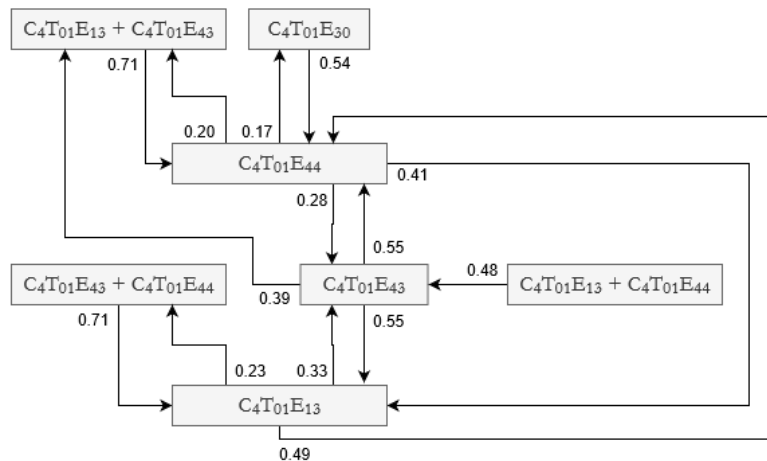 C₄T₀₁E₁₃ + C₄T₀₁E₄₃
C₄T₀₁E₃₀
0.71
0.54
0.20
0.17
C₄T₀₁E₄₄
0.41
0.28
0.55
C₄T₀₁E₄₃ + C₄T₀₁E₄₄
C₄T₀₁E₄₃
0.48
C₄T₀₁E₁₃ + C₄T₀₁E₄₄
0.39
0.71
0.55
0.23
0.33
C₄T₀₁E₁₃
0.49